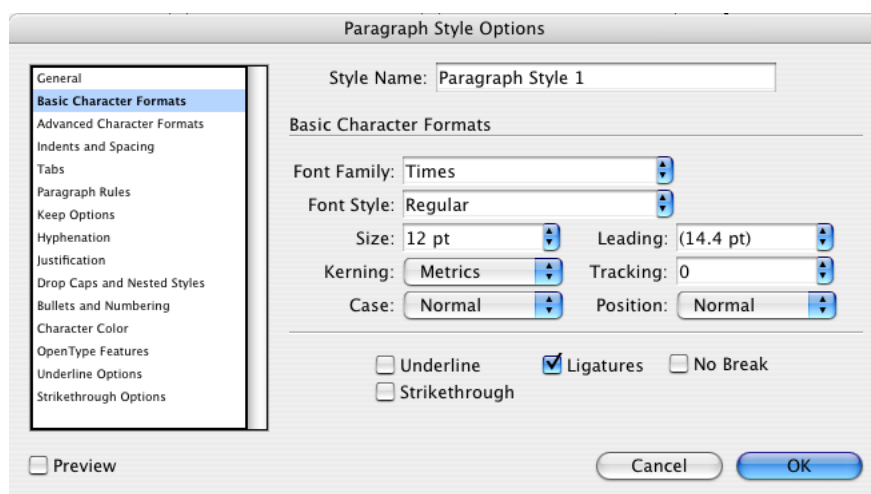 Paragraph Style Options
General
Basic Character Formats
Advanced Character Formats
Indents and Spacing
Tabs
Paragraph Rules
Keep Options
Hyphenation
Justification
Drop Caps and Nested Styles
Bullets and Numbering
Character Color
OpenType Features
Underline Options
Strikethrough Options
Style Name: Paragraph Style 1
Basic Character Formats
Font Family: Times
Font Style: Regular
Size: 12 pt Leading: (14.4 pt)
Kerning: Metrics Tracking: 0
Case: Normal Position: Normal
Underline Ligatures No Break
Strikethrough
Preview Cancel OK